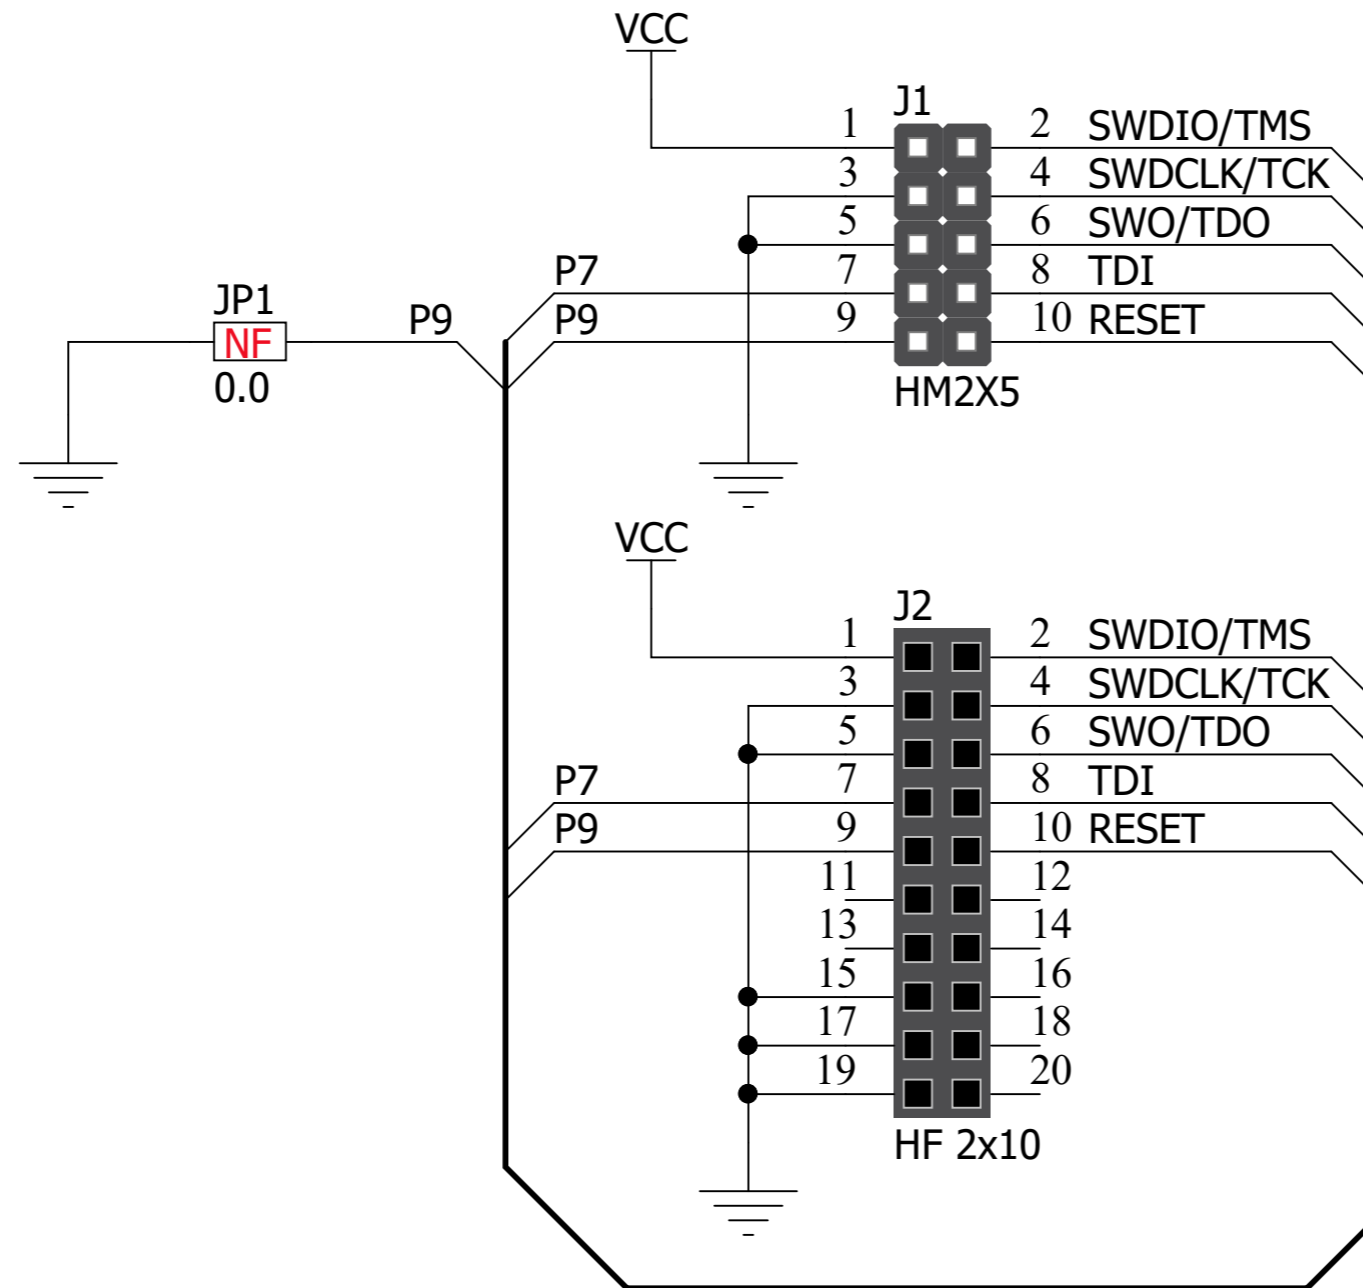 VCC
J1
1 2 SWDIO/TMS
3 4 SWDCLK/TCK
5 6 SWO/TDO
P7 7 8 TDI
JP1
P9 P9 9 10 RESET
NF
0.0
HM2X5
VCC
J2
1 2 SWDIO/TMS
3 4 SWDCLK/TCK
5 6 SWO/TDO
P7 7 8 TDI
P9 9 10 RESET
11 12
13 14
15 16
17 18
19 20
HF 2x10